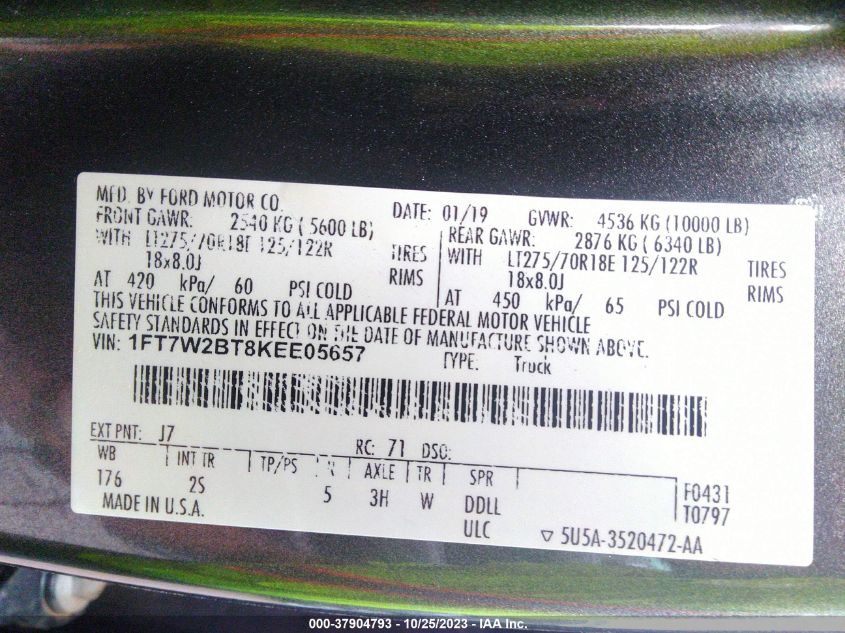 MFD. BY FORD MOTOR CO.
DATE: 01/19 GVWR: 4536 KG (10000 LB)
FRONT GAWR: 2540 KG ( 5600 LB)
REAR GAWR: 2876 KG ( 6340 LB)
WITH LT275/70R18E 125/122R TIRES
WITH LT275/70R18E 125/122R TIRES
18x8.0J RIMS
18x8.0J RIMS
AT 420 kPa/ 60 PSI COLD
AT 450 kPa/ 65 PSI COLD
THIS VEHICLE CONFORMS TO ALL APPLICABLE FEDERAL MOTOR VEHICLE
SAFETY STANDARDS IN EFFECT ON THE DATE OF MANUFACTURE SHOWN ABOVE.
VIN: 1FT7W2BT8KEE05657
TYPE: Truck
EXT PNT: J7 RC: 71 DSO:
WB INT TR TP/PS R AXLE TR SPR
176 2S 5 3H W DDLL F0431
ULC T0797
MADE IN U.S.A.
▽ 5U5A-3520472-AA
000-37904793 - 10/25/2023 - IAA Inc.